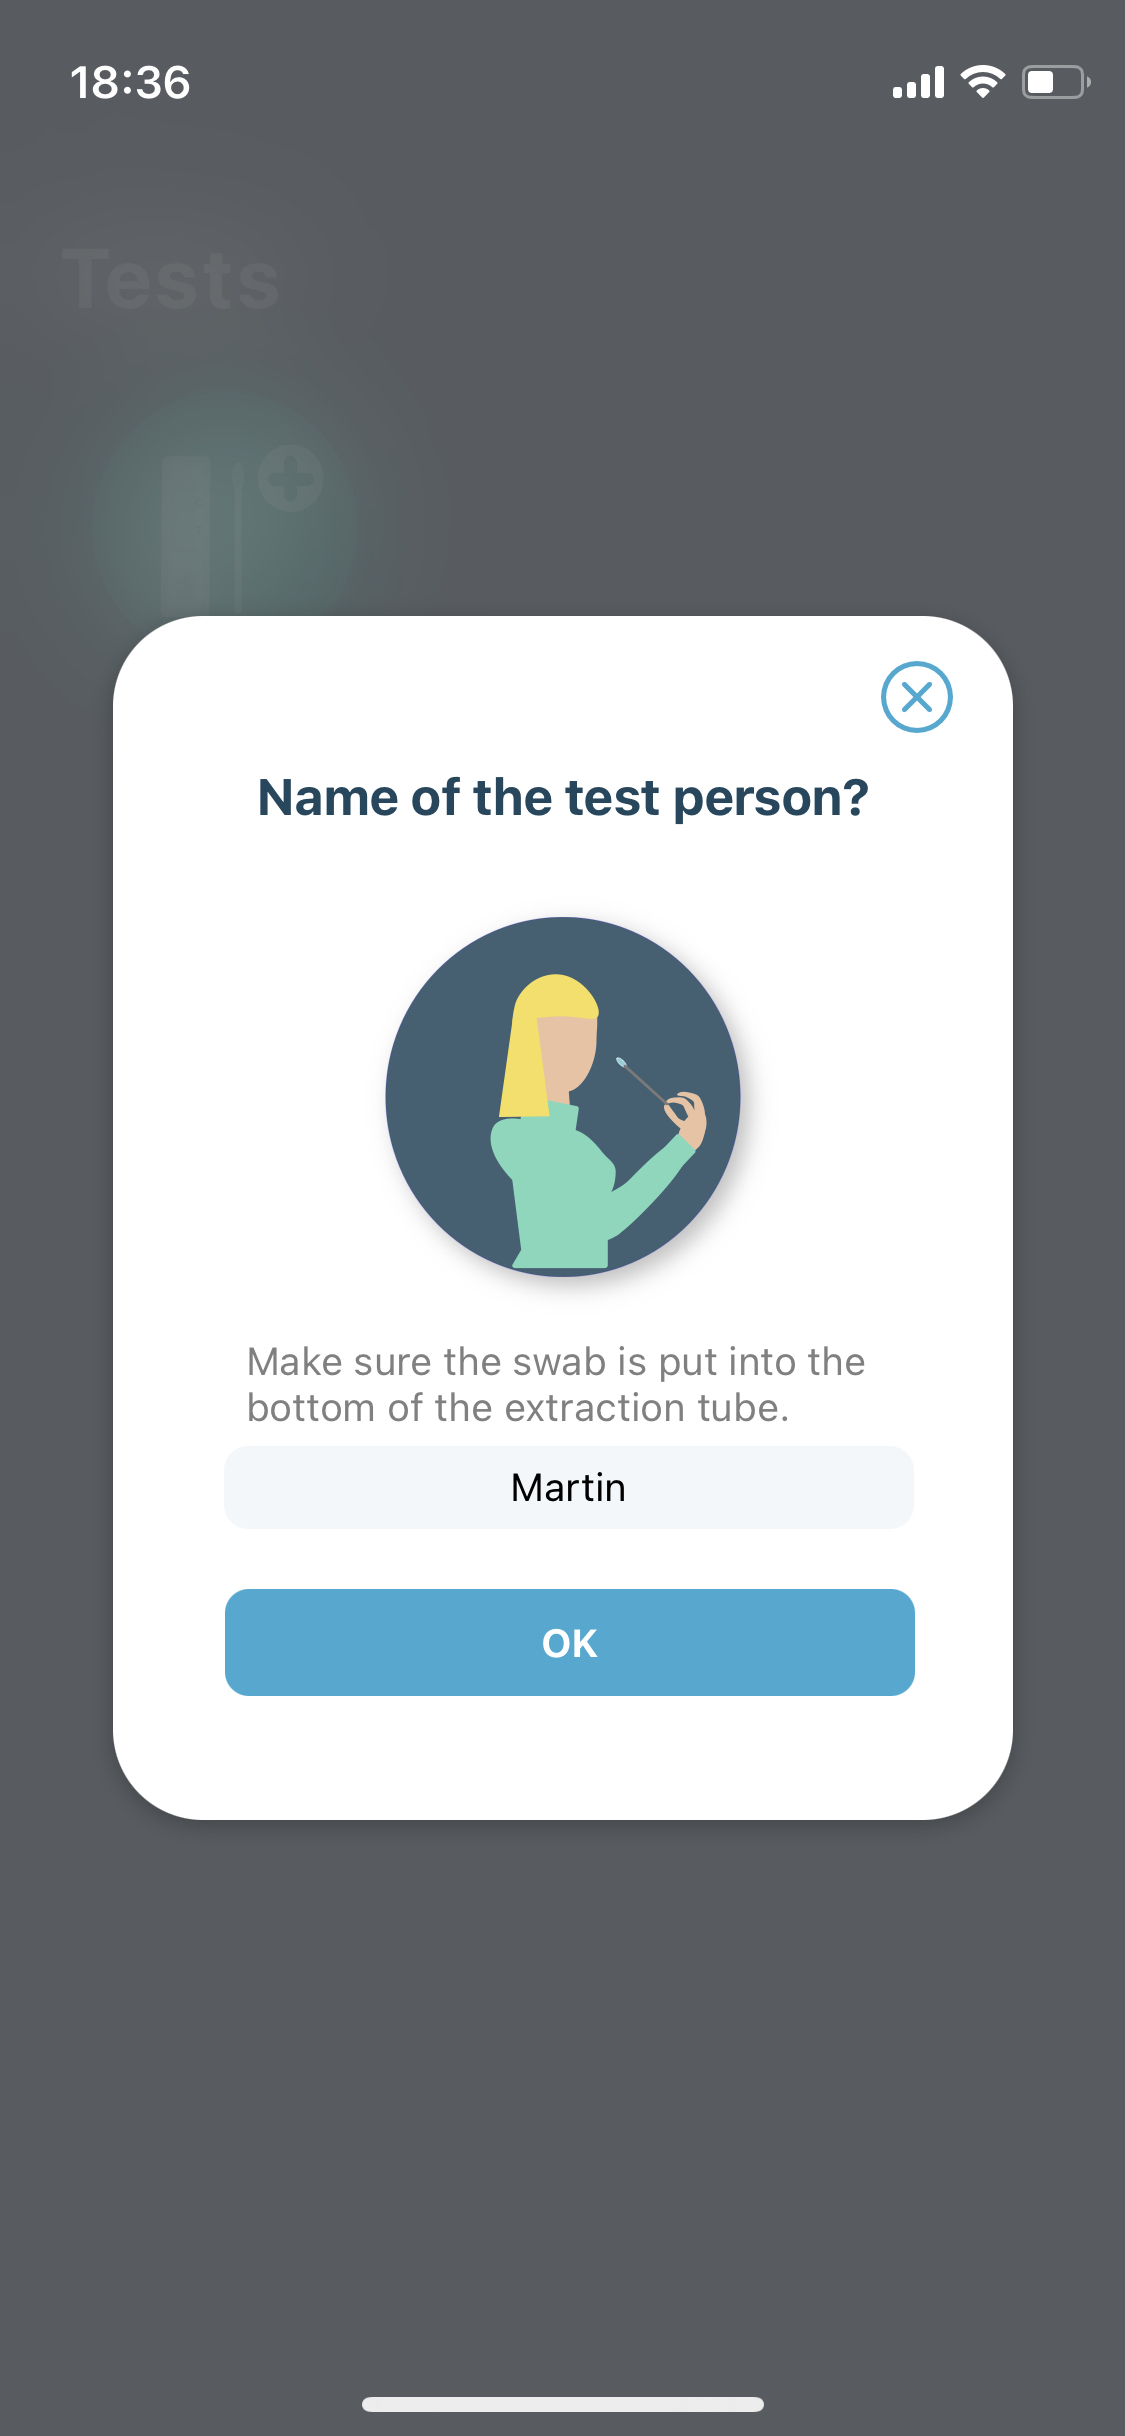 18:36
Tests
Name of the test person?
Make sure the swab is put into the
bottom of the extraction tube.
Martin
OK